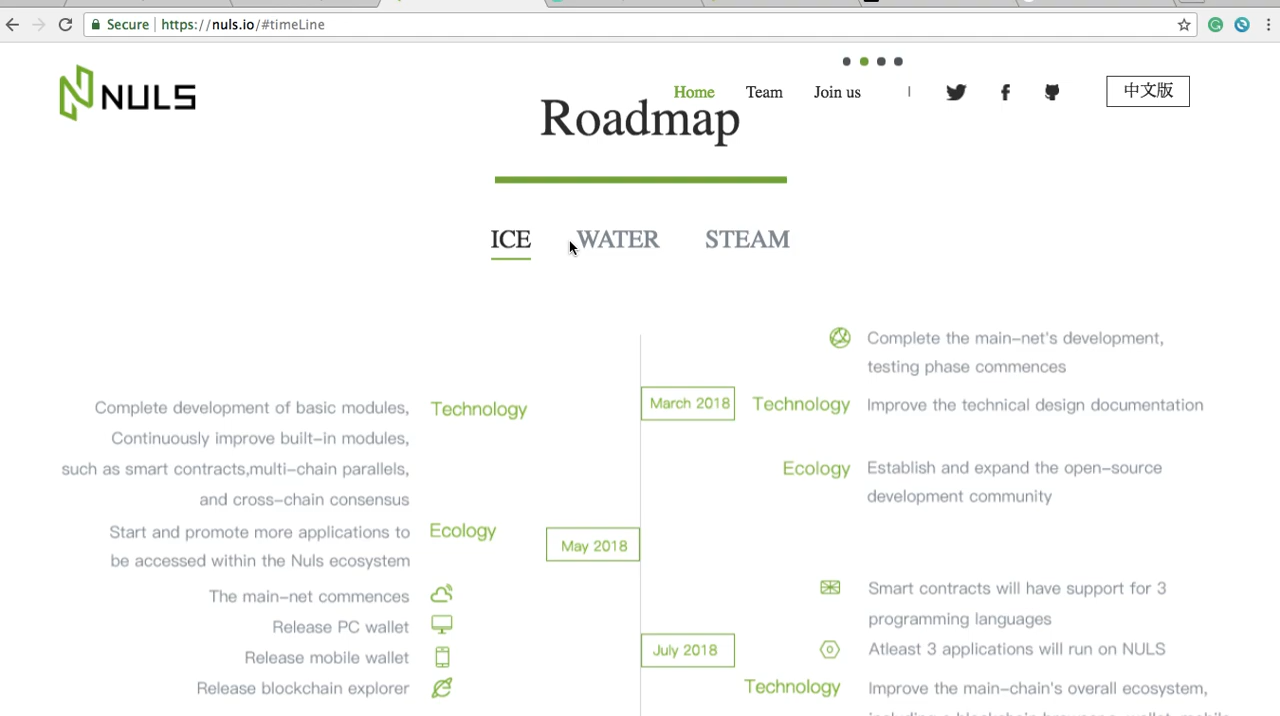 Secure
https://nuls.io/#timeLine
NULS
Home
Team
Join us
中文版
Roadmap
ICE
WATER
STEAM
Complete the main-net's development,
testing phase commences
March 2018
Technology
Improve the technical design documentation
Ecology
Establish and expand the open-source
development community
Complete development of basic modules,
Technology
Continuously improve built-in modules,
such as smart contracts,multi-chain parallels,
and cross-chain consensus
Start and promote more applications to
Ecology
be accessed within the Nuls ecosystem
May 2018
The main-net commences
Release PC wallet
Release mobile wallet
Release blockchain explorer
Smart contracts will have support for 3
programming languages
July 2018
Atleast 3 applications will run on NULS
Technology
Improve the main-chain's overall ecosystem,